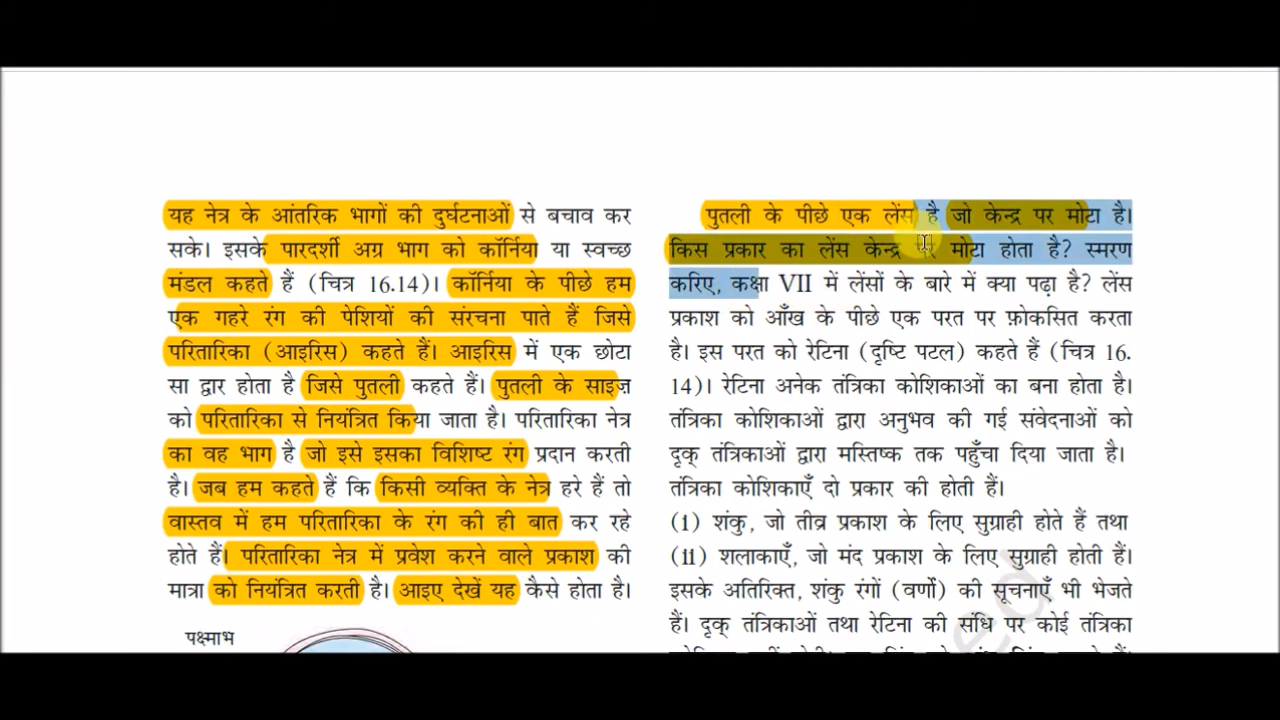 यह नेत्र के आंतरिक भागों की दुर्घटनाओं से बचाव कर
सके। इसके पारदर्शी अग्र भाग को कॉर्निया या स्वच्छ
मंडल कहते हैं (चित्र 16.14)। कॉर्निया के पीछे हम
एक गहरे रंग की पेशियों की संरचना पाते हैं जिसे
परितारिका (आइरिस) कहते हैं। आइरिस में एक छोटा
सा द्वार होता है जिसे पुतली कहते हैं। पुतली के साइज़
को परितारिका से नियंत्रित किया जाता है। परितारिका नेत्र
का वह भाग है जो इसे इसका विशिष्ट रंग प्रदान करती
है। जब हम कहते हैं कि किसी व्यक्ति के नेत्र हरे हैं तो
वास्तव में हम परितारिका के रंग की ही बात कर रहे
होते हैं। परितारिका नेत्र में प्रवेश करने वाले प्रकाश की
मात्रा को नियंत्रित करती है। आइए देखें यह कैसे होता है।
पक्ष्माभ
पुतली के पीछे एक लेंस है जो केन्द्र पर मोटा है।
किस प्रकार का लेंस केन्द्र पर मोटा होता है? स्मरण
करिए, कक्षा VII में लेंसों के बारे में क्या पढ़ा है? लेंस
प्रकाश को आँख के पीछे एक परत पर फ़ोकसित करता
है। इस परत को रेटिना (दृष्टि पटल) कहते हैं (चित्र 16.
14)। रेटिना अनेक तंत्रिका कोशिकाओं का बना होता है।
तंत्रिका कोशिकाओं द्वारा अनुभव की गई संवेदनाओं को
दृक् तंत्रिकाओं द्वारा मस्तिष्क तक पहुँचा दिया जाता है।
तंत्रिका कोशिकाएँ दो प्रकार की होती हैं।
(i) शंकु, जो तीव्र प्रकाश के लिए सुग्राही होते हैं तथा
(ii) शलाकाएँ, जो मंद प्रकाश के लिए सुग्राही होती हैं।
इसके अतिरिक्त, शंकु रंगों (वर्णों) की सूचनाएँ भी भेजते
हैं। दृक् तंत्रिकाओं तथा रेटिना की संधि पर कोई तंत्रिका